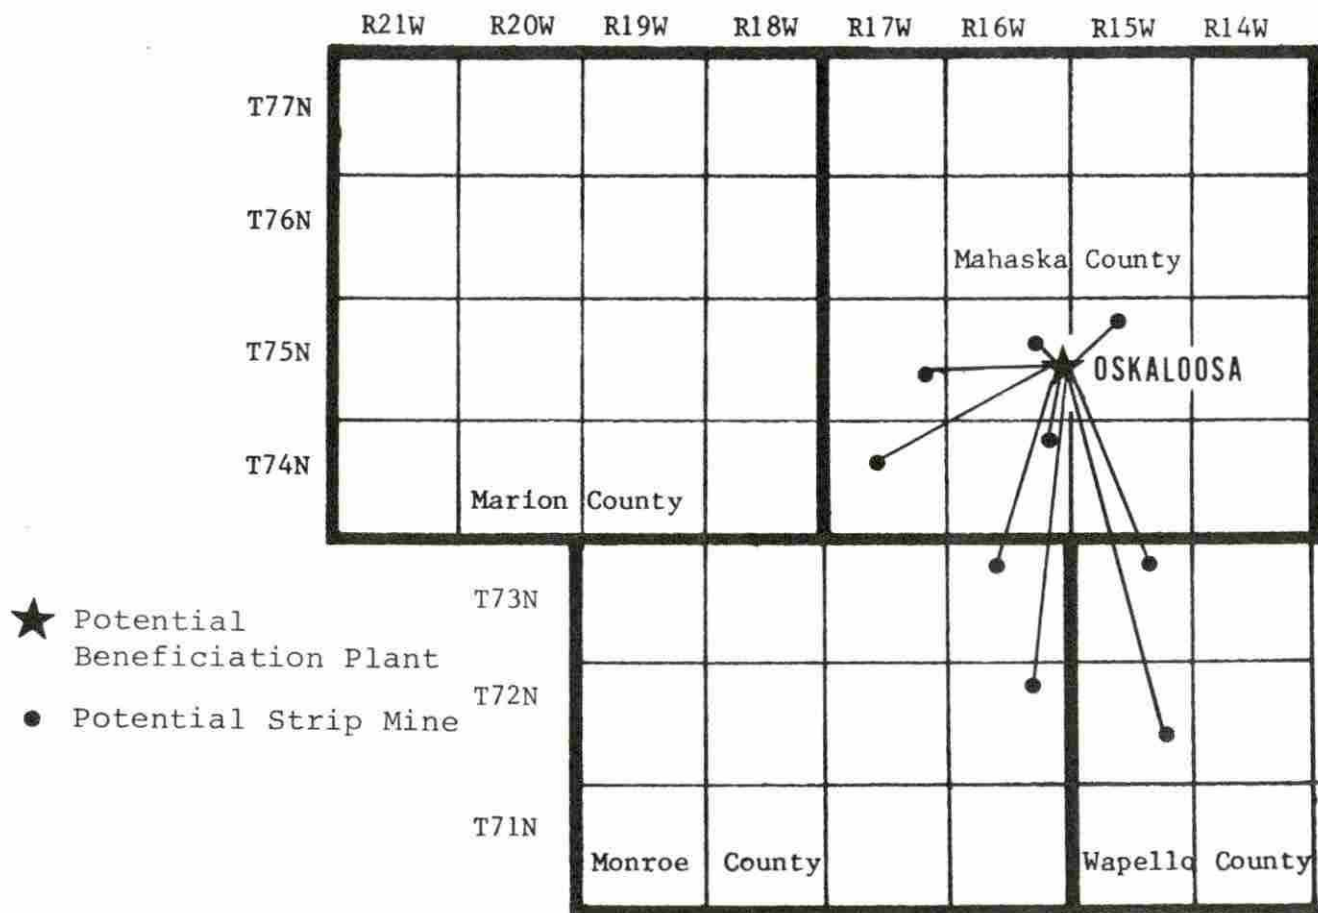 R21W R20W R19W R18W R17W R16W R15W R14W
T77N
T76N
Mahaska County
T75N
OSKALOOSA
T74N
Marion County
T73N
Potential
Beneficiation Plant
T72N
Potential Strip Mine
T71N
Monroe County
Wapello County